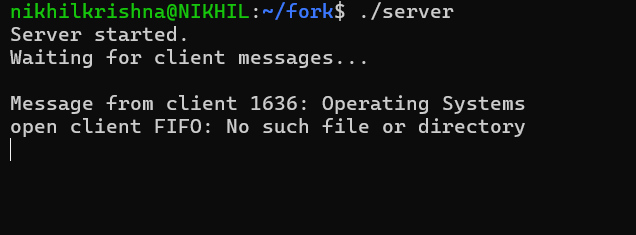 nikhilkrishna@NIKHIL:~/fork$ ./server
Server started.
Waiting for client messages...
Message from client 1636: Operating Systems
open client FIFO: No such file or directory